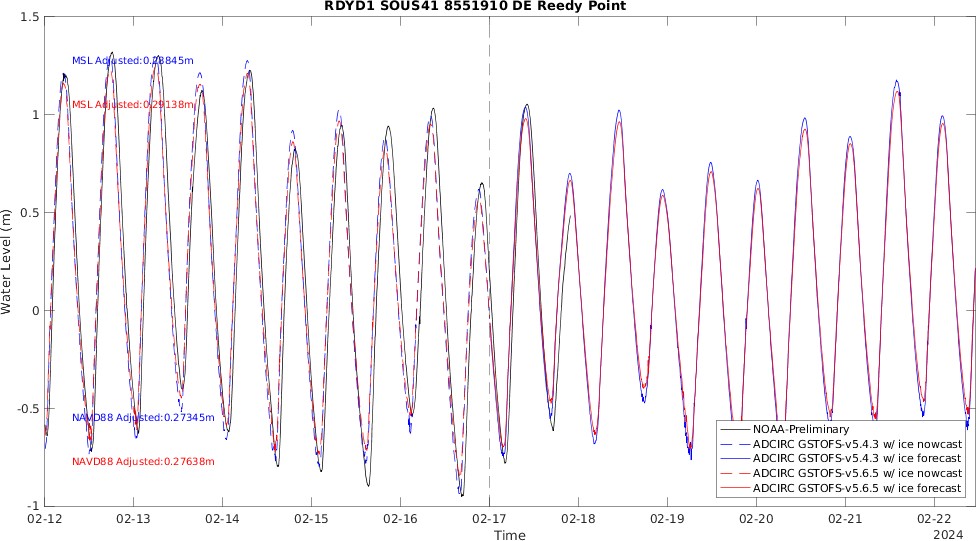 RDYD1 SOUS41 8551910 DE Reedy Point
1.5
1
0.5
0
-0.5
-1
Water Level (m)
MSL Adjusted:0.28845m
MSL Adjusted:0.29138m
NAVD88 Adjusted:0.27345m
NAVD88 Adjusted:0.27638m
NOAA-Preliminary
ADCIRC GSTOFS-v5.4.3 w/ ice nowcast
ADCIRC GSTOFS-v5.4.3 w/ ice forecast
ADCIRC GSTOFS-v5.6.5 w/ ice nowcast
ADCIRC GSTOFS-v5.6.5 w/ ice forecast
02-12 02-13 02-14 02-15 02-16 02-17 02-18 02-19 02-20 02-21 02-22
Time
2024